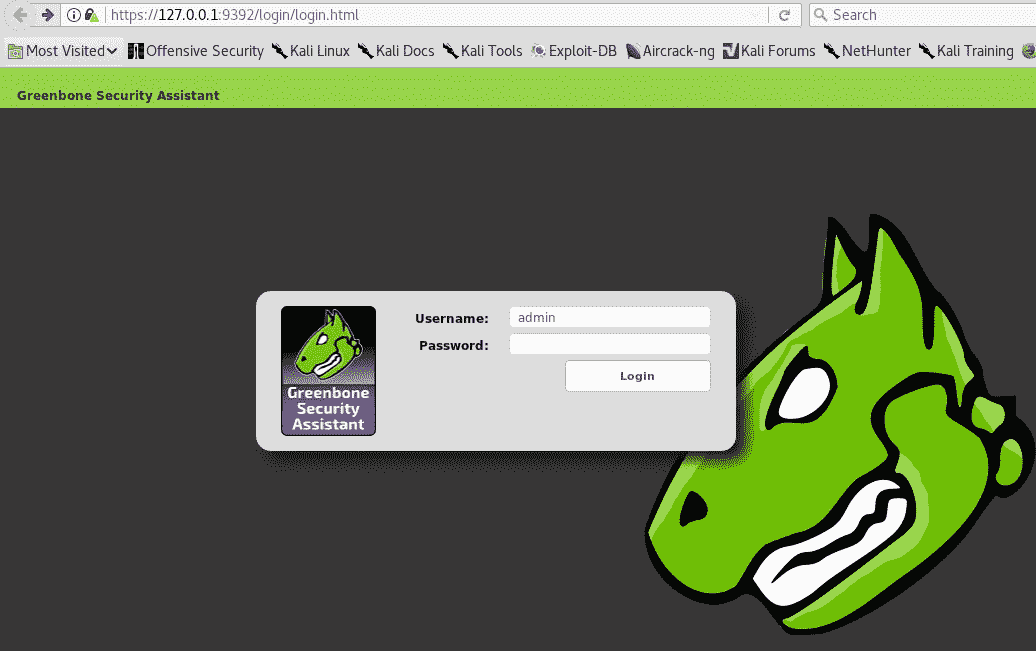 https://127.0.0.1:9392/login/login.html Search
Most Visited Offensive Security Kali Linux Kali Docs Kali Tools Exploit-DB Aircrack-ng Kali Forums NetHunter Kali Training
Greenbone Security Assistant
Username: admin
Password:
Login
Greenbone
Security
Assistant